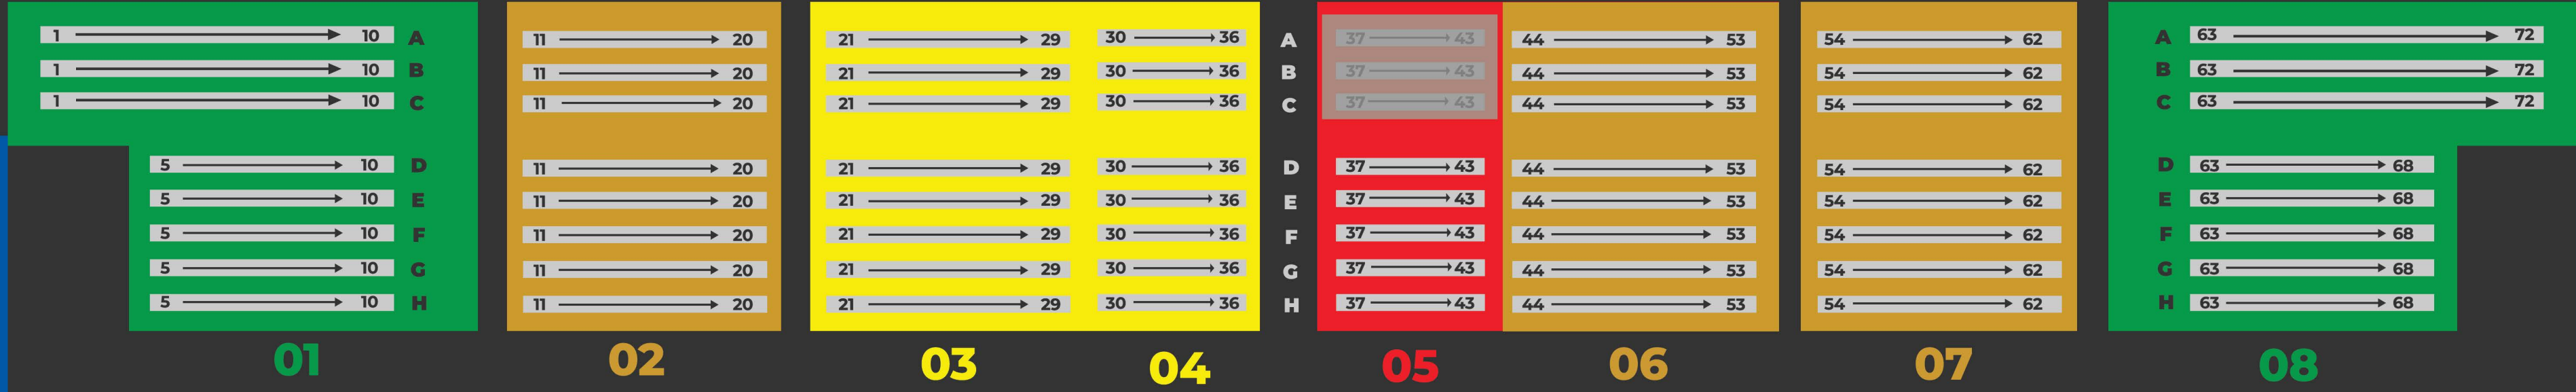 1 10 A 11 20 21 29 30 36 A 37 43 44 53 54 62 A 63 72
1 10 B 11 20 21 29 30 36 B 37 43 44 53 54 62 B 63 72
1 10 C 11 20 21 29 30 36 C 37 43 44 53 54 62 C 63 72
5 10 D 11 20 21 29 30 36 D 37 43 44 53 54 62 D 63 68
5 10 E 11 20 21 29 30 36 E 37 43 44 53 54 62 E 63 68
5 10 F 11 20 21 29 30 36 F 37 43 44 53 54 62 F 63 68
5 10 G 11 20 21 29 30 36 G 37 43 44 53 54 62 G 63 68
5 10 H 11 20 21 29 30 36 H 37 43 44 53 54 62 H 63 68
01 02 03 04 05 06 07 08